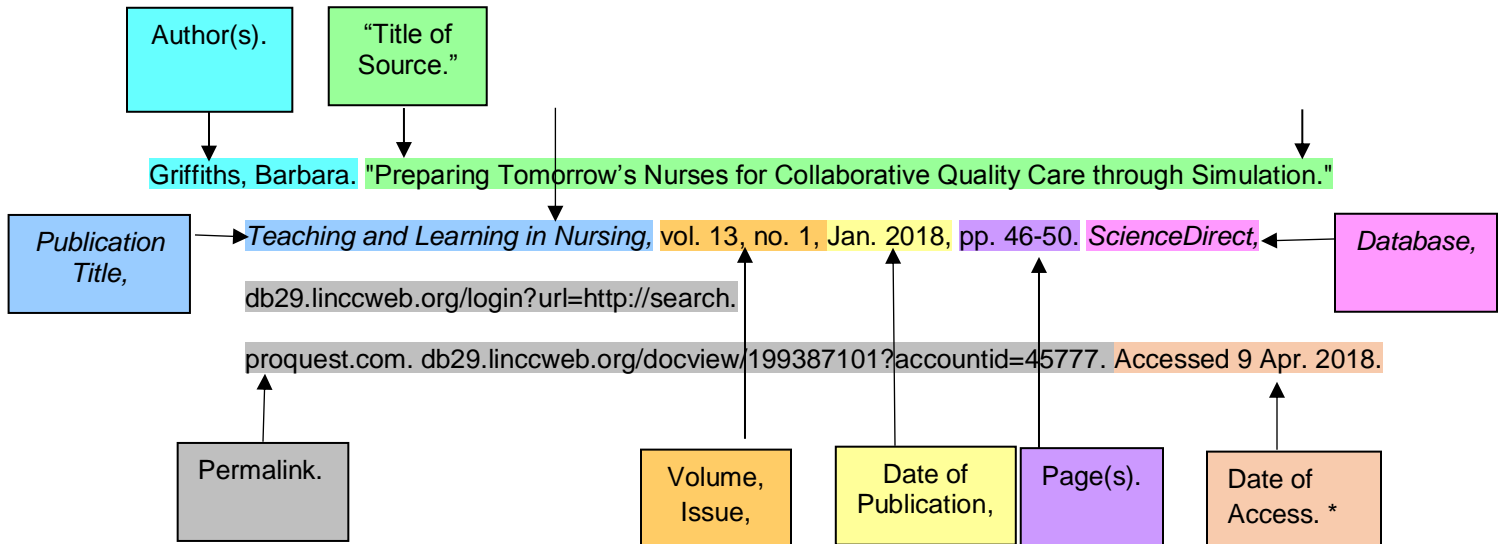 Author(s).
“Title of
Source.”
Griffiths, Barbara. "Preparing Tomorrow’s Nurses for Collaborative Quality Care through Simulation."
Publication
Title,
Teaching and Learning in Nursing, vol. 13, no. 1, Jan. 2018, pp. 46-50. ScienceDirect,
Database,
db29.linccweb.org/login?url=http://search.
proquest.com. db29.linccweb.org/docview/199387101?accountid=45777. Accessed 9 Apr. 2018.
Permalink.
Volume,
Issue,
Date of
Publication,
Page(s).
Date of
Access. *